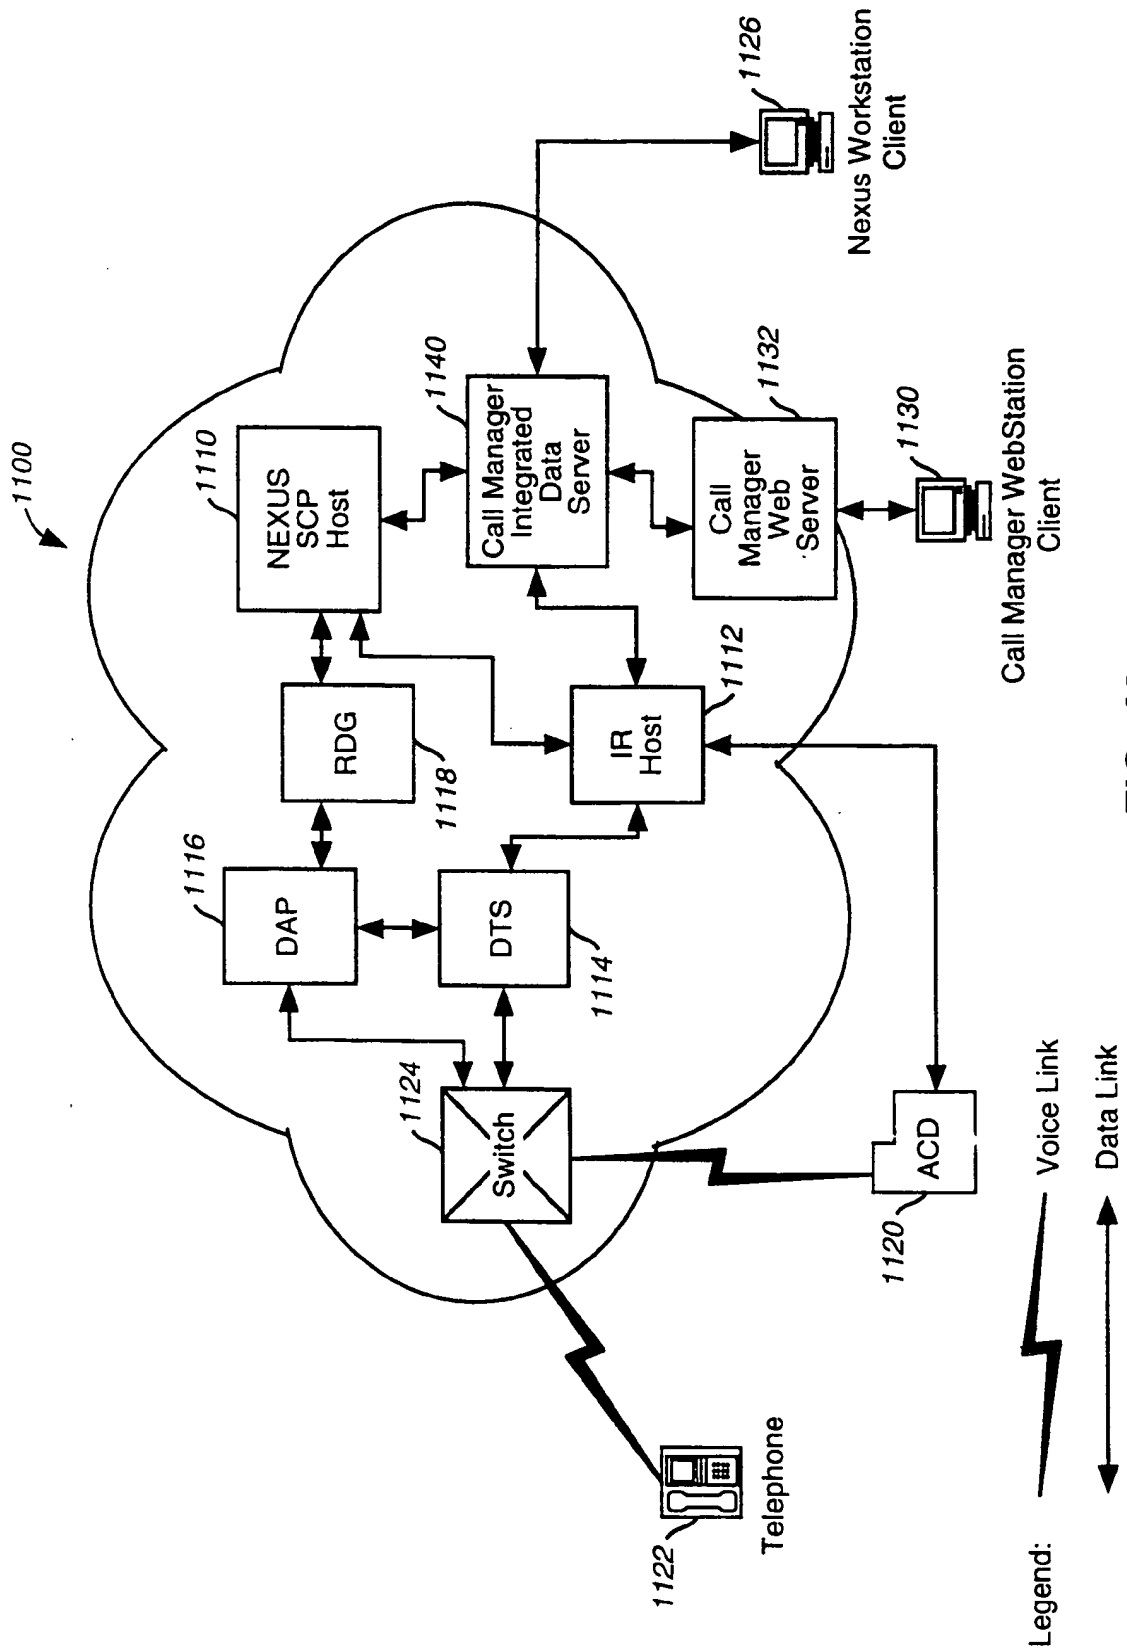 1100
1110
NEXUS
SCP
Host
1140
Call Manager
Integrated
Data
Server
1126
Nexus Workstation
Client
1132
Call
Manager
Web
Server
1130
Call Manager WebStation
Client
1116
DAP
RDG
1118
DTS
1114
IR
Host
1112
1124
Switch
ACD
1120
1122
Telephone
Legend:
Voice Link
Data Link